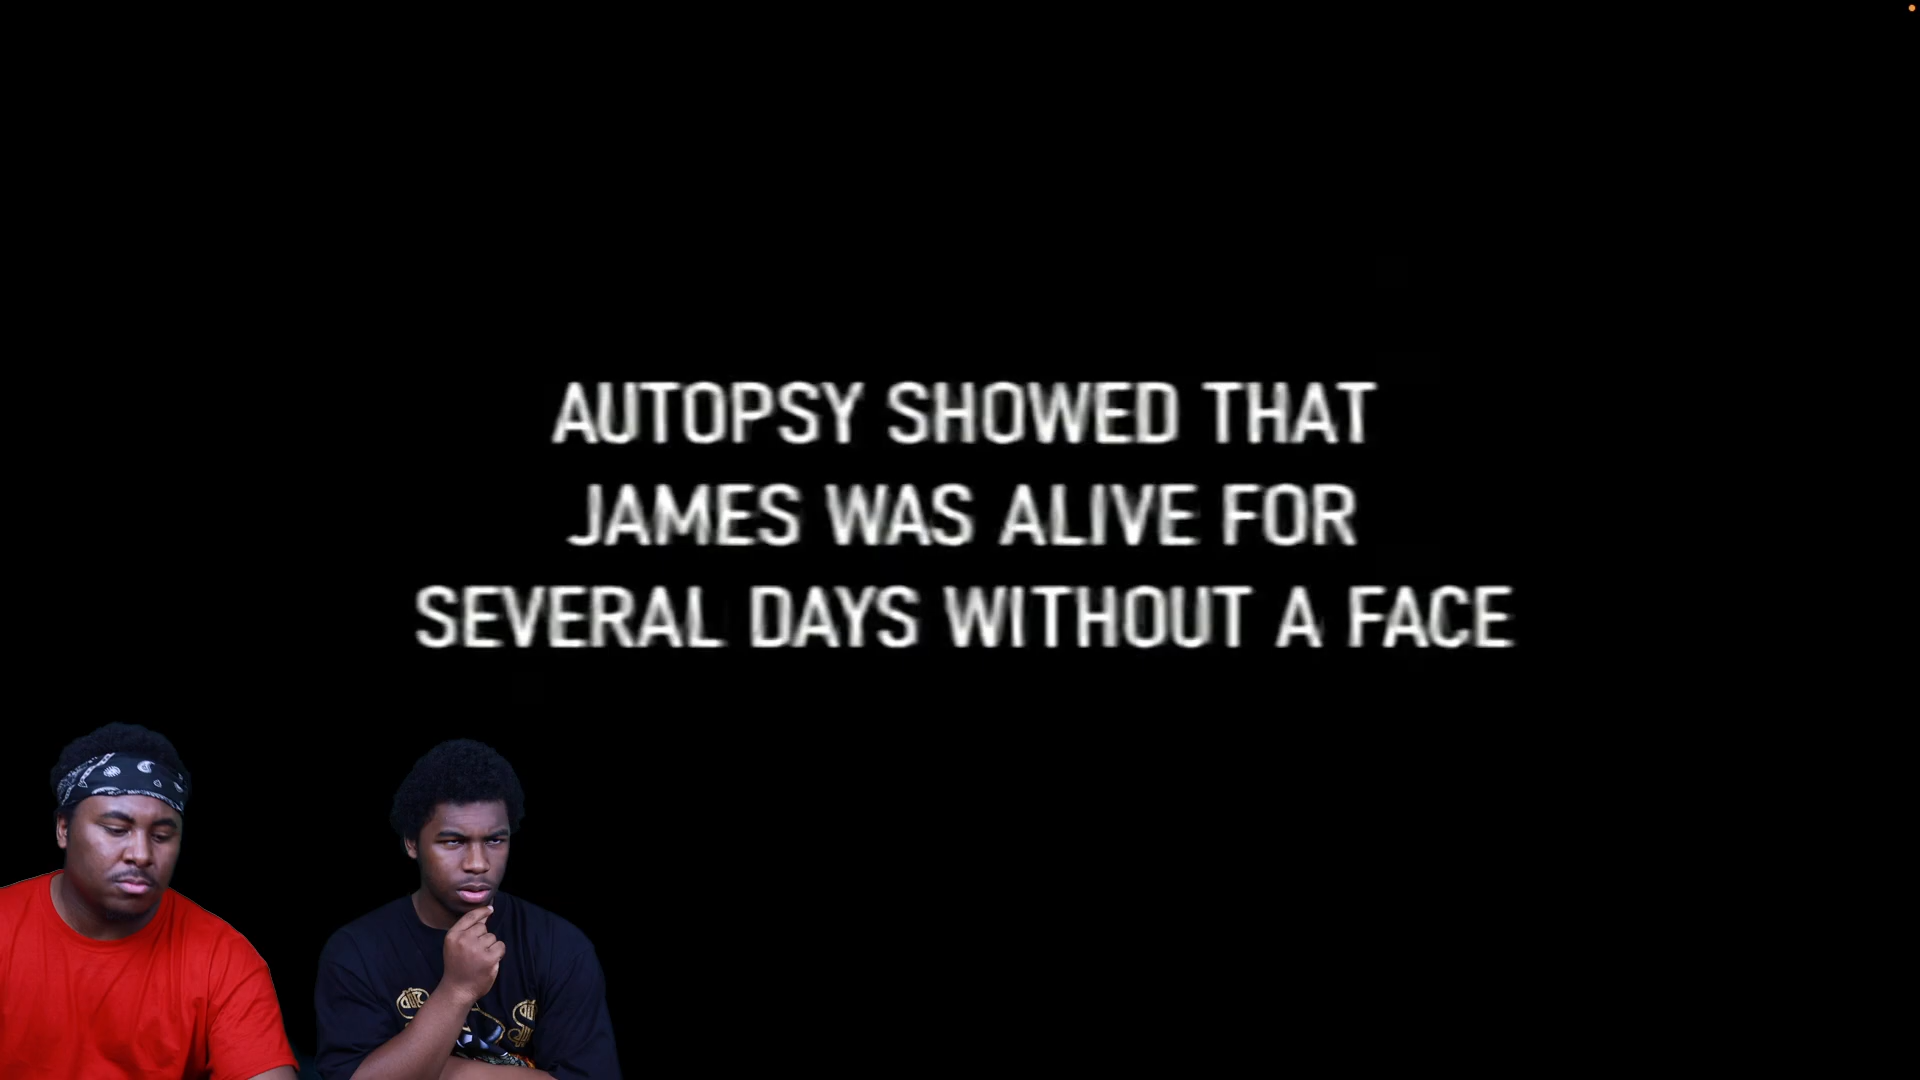 AUTOPSY SHOWED THAT
JAMES WAS ALIVE FOR
SEVERAL DAYS WITHOUT A FACE